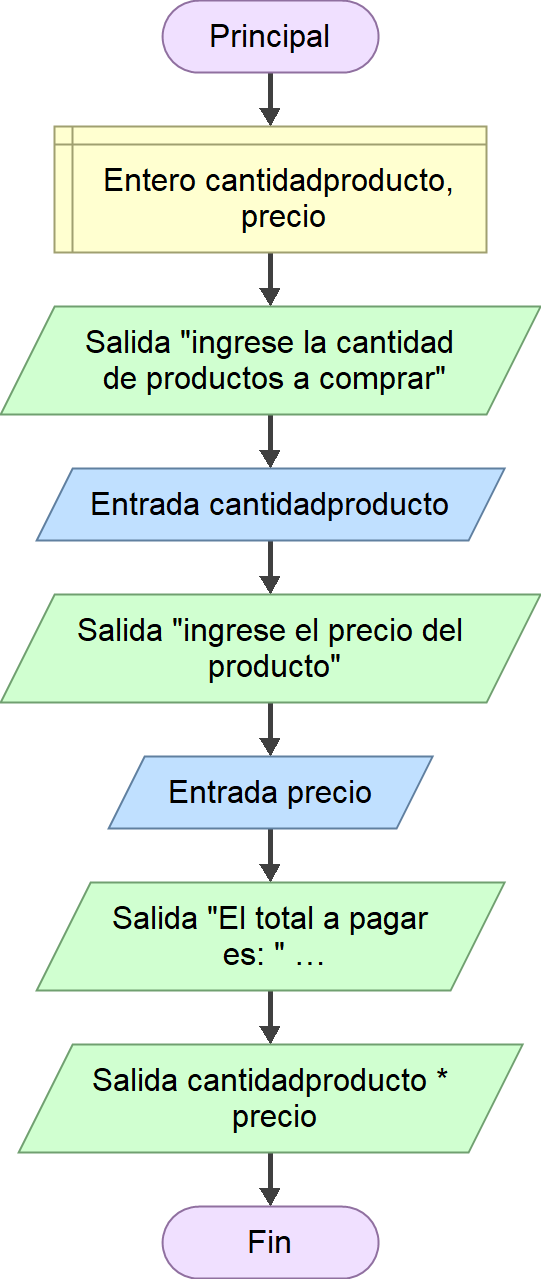 Principal
Entero cantidadproducto,
precio
Salida "ingrese la cantidad
de productos a comprar"
Entrada cantidadproducto
Salida "ingrese el precio del
producto"
Entrada precio
Salida "El total a pagar
es: " …
Salida cantidadproducto *
precio
Fin